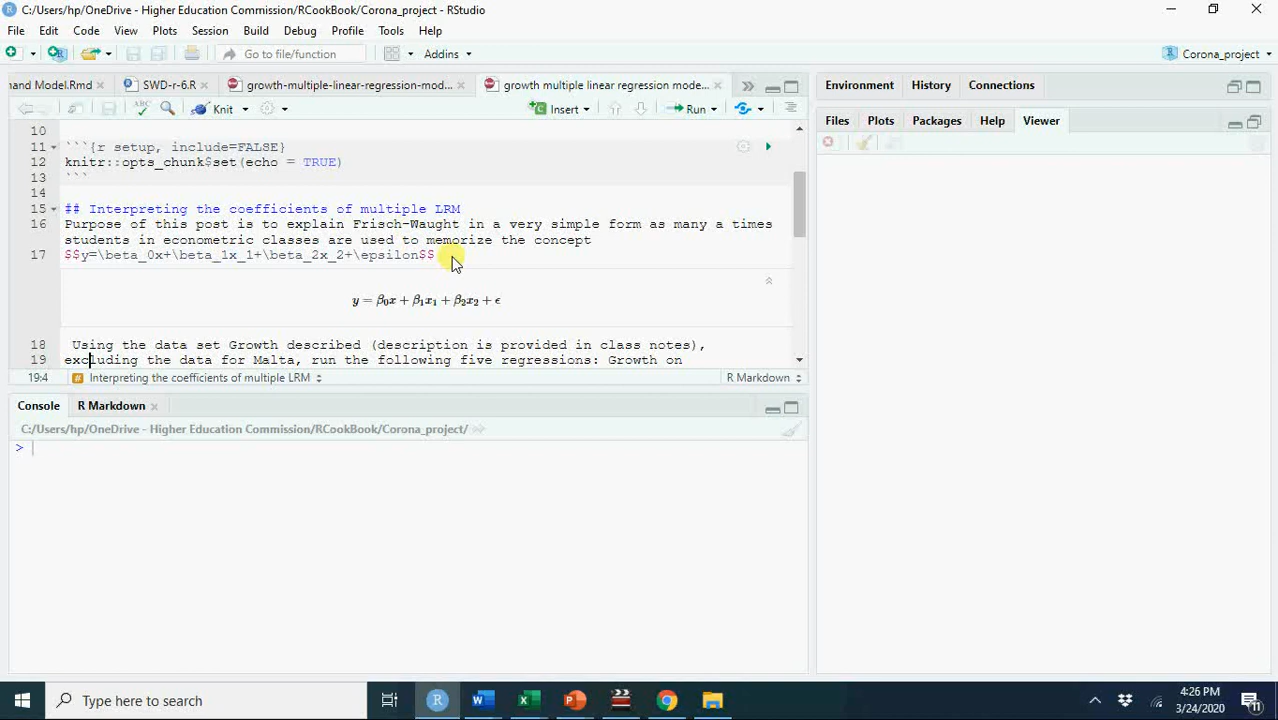 C:/Users/hp/OneDrive - Higher Education Commission/RCookBook/Corona_project - RStudio
File Edit Code View Plots Session Build Debug Profile Tools Help
Go to file/function Addins Corona_project
nand Model.Rmd SWD-r-6.R growth-multiple-linear-regression-mod... growth multiple linear regression mode...
Knit Insert Run
10
11 ```{r setup, include=FALSE}
12 knitr::opts_chunk$set(echo = TRUE)
13 ```
14
15 ## Interpreting the coefficients of multiple LRM
16 Purpose of this post is to explain Frisch-Waught in a very simple form as many a times
students in econometric classes are used to memorize the concept
17 $$y=\beta_0x+\beta_1x_1+\beta_2x_2+\epsilon$$
y = β₀x + β₁x₁ + β₂x₂ + ϵ
18 Using the data set Growth described (description is provided in class notes),
19 excluding the data for Malta, run the following five regressions: Growth on
19:4 Interpreting the coefficients of multiple LRM R Markdown
Console R Markdown
C:/Users/hp/OneDrive - Higher Education Commission/RCookBook/Corona_project/
>
Environment History Connections
Files Plots Packages Help Viewer
Type here to search
4:26 PM
3/24/2020
11